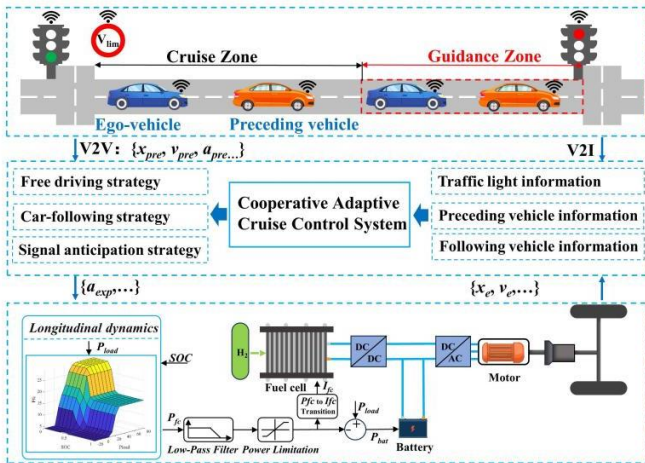 V_lim
Cruise Zone
Guidance Zone
Ego-vehicle
Preceding vehicle
V2V: {x_pre, v_pre, a_pre...}
V2I
Free driving strategy
Car-following strategy
Signal anticipation strategy
Cooperative Adaptive
Cruise Control System
Traffic light information
Preceding vehicle information
Following vehicle information
{a_exp,...}
{x_e, v_e,...}
Longitudinal dynamics
P_load
SOC
SOC
Pload
H2
Fuel cell
I_fc
DC
DC
DC
AC
Motor
Pfc to Ifc
Transition
P_load
P_fc
Low-Pass Filter
Power Limitation
+
-
P_bat
Battery